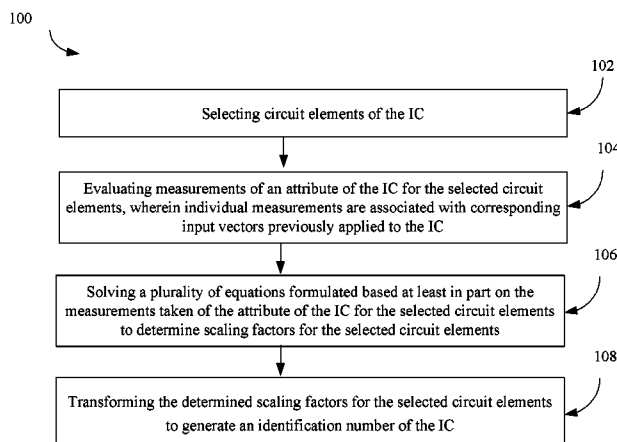 100
102
Selecting circuit elements of the IC
104
Evaluating measurements of an attribute of the IC for the selected circuit
elements, wherein individual measurements are associated with corresponding
input vectors previously applied to the IC
106
Solving a plurality of equations formulated based at least in part on the
measurements taken of the attribute of the IC for the selected circuit elements
to determine scaling factors for the selected circuit elements
108
Transforming the determined scaling factors for the selected circuit elements
to generate an identification number of the IC